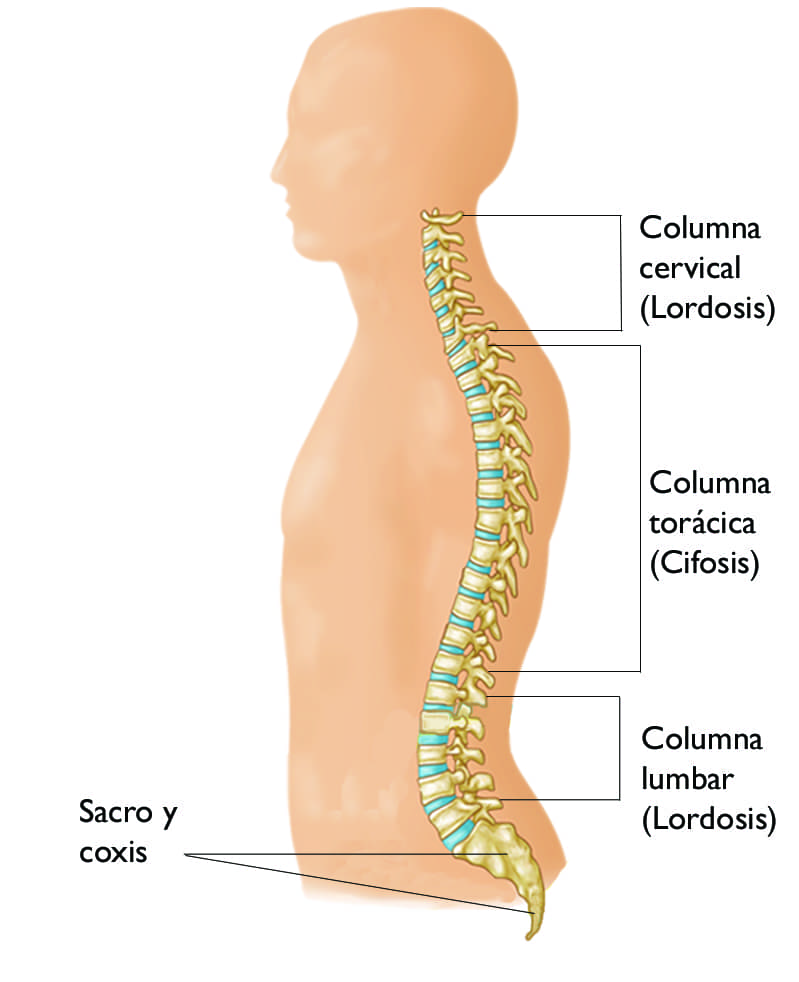 Columna
cervical
(Lordosis)
Columna
torácica
(Cifosis)
Columna
lumbar
(Lordosis)
Sacro y
coxis